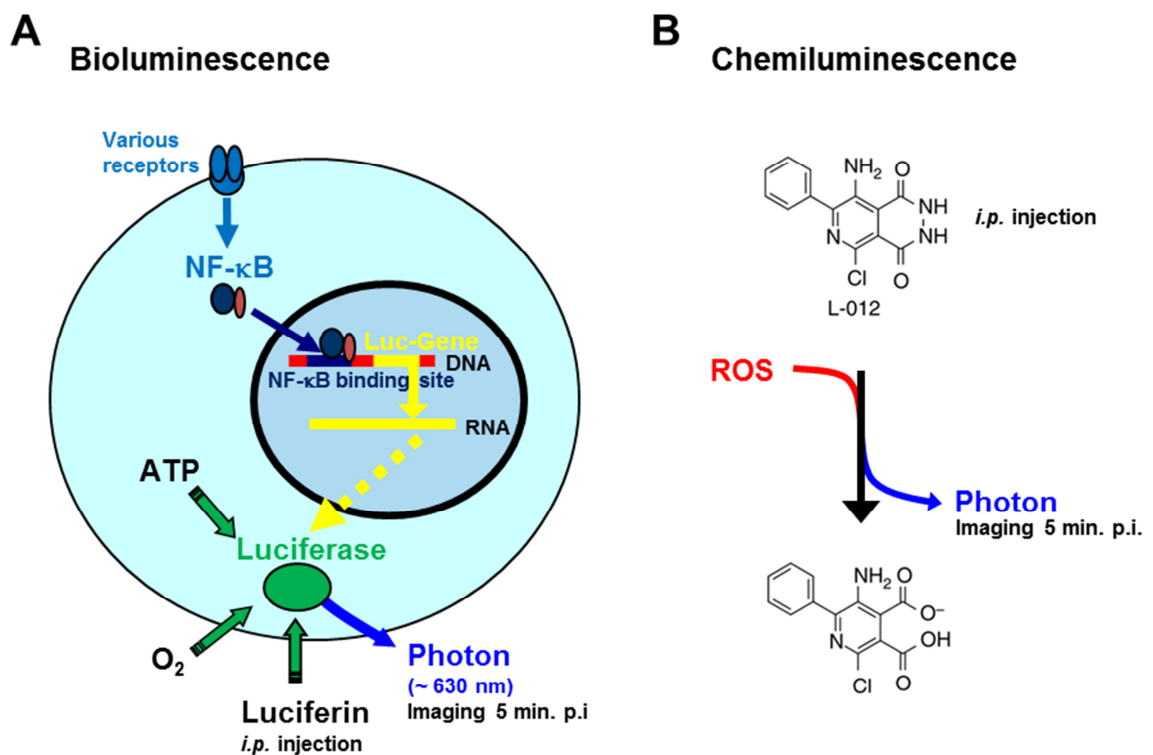 A
Bioluminescence
Various
receptors
NF-κB
Luc-Gene
DNA
NF-κB binding site
RNA
ATP
Luciferase
O₂
Photon
(~ 630 nm)
Imaging 5 min. p.i
Luciferin
i.p. injection
B
Chemiluminescence
NH₂ O
NH
NH
N
Cl O
L-012
i.p. injection
ROS
Photon
Imaging 5 min. p.i.
NH₂ O
O⁻
N
OH
Cl O